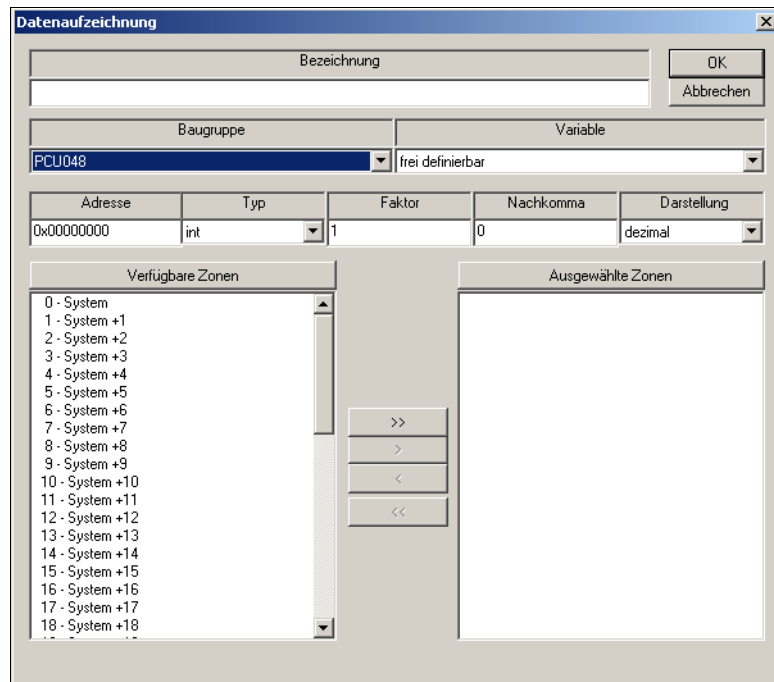 Datenaufzeichnung
Bezeichnung
OK
Abbrechen
Baugruppe
Variable
PCU048
frei definierbar
Adresse
Typ
Faktor
Nachkomma
Darstellung
0x00000000
int
1
0
dezimal
Verfügbare Zonen
Ausgewählte Zonen
0 - System
1 - System +1
2 - System +2
3 - System +3
4 - System +4
5 - System +5
6 - System +6
7 - System +7
8 - System +8
9 - System +9
10 - System +10
11 - System +11
12 - System +12
13 - System +13
14 - System +14
15 - System +15
16 - System +16
17 - System +17
18 - System +18
>>
>
<
<<